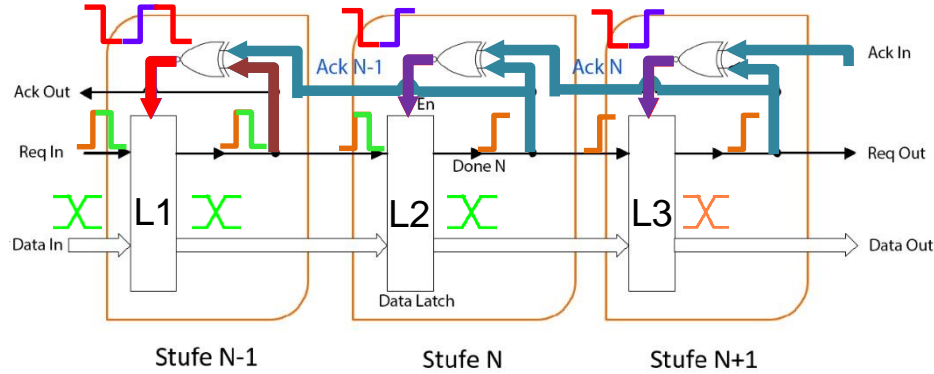 Ack N-1
Ack N
Ack In
Ack Out
En
Req In
Done N
Req Out
L1
L2
L3
Data In
Data Out
Data Latch
Stufe N-1
Stufe N
Stufe N+1